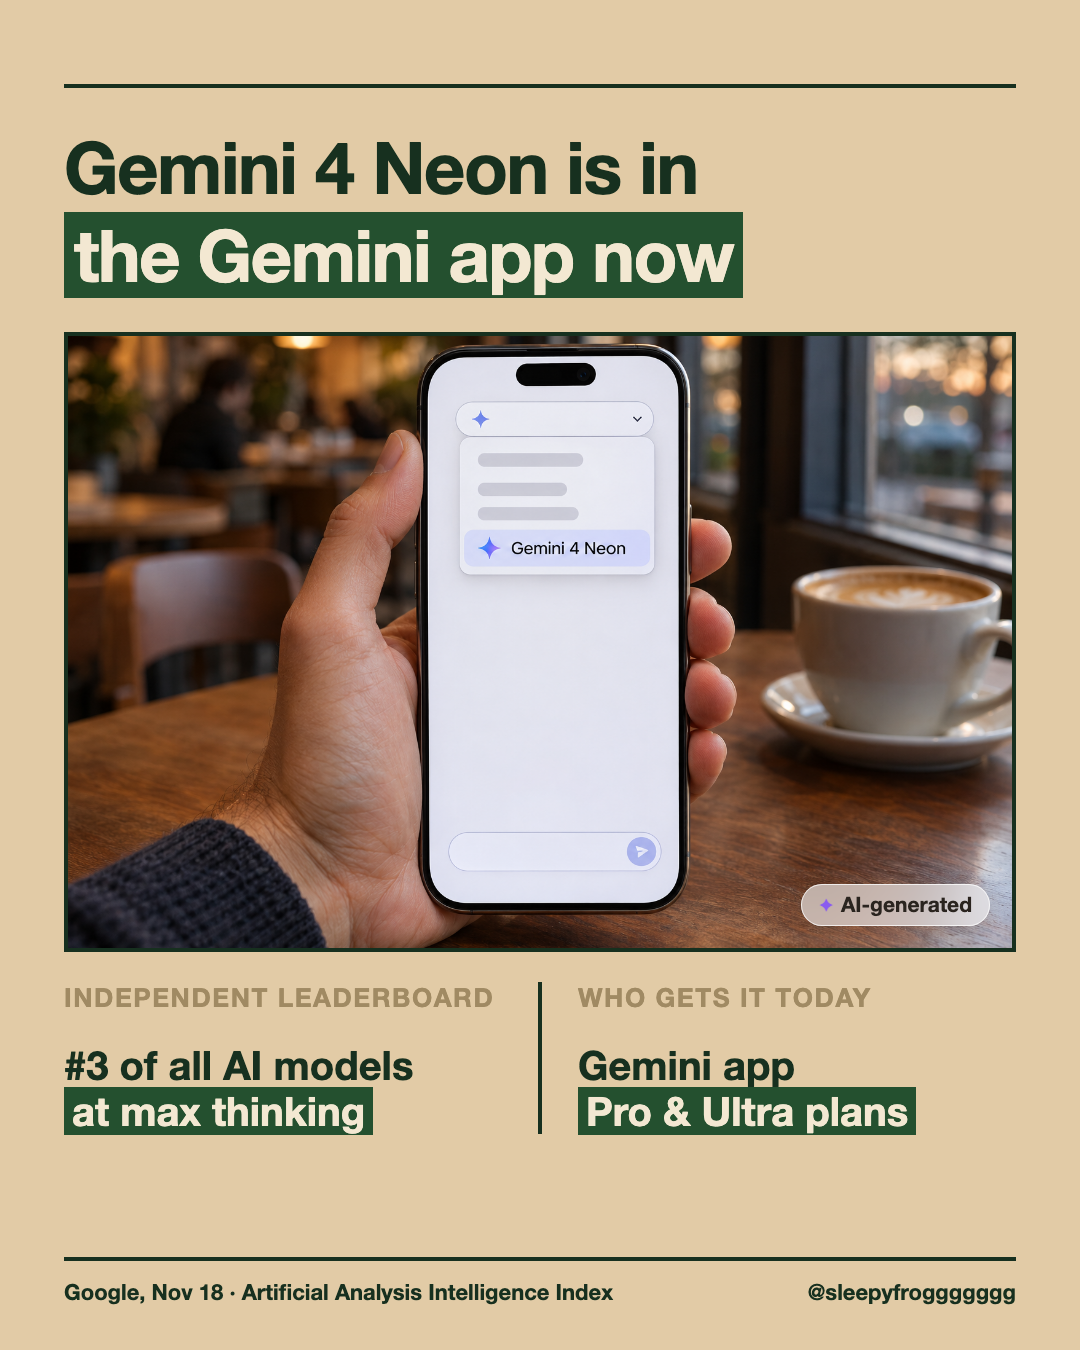 Gemini 4 Neon is in
the Gemini app now
Gemini 4 Neon
AI-generated
INDEPENDENT LEADERBOARD
#3 of all AI models
at max thinking
WHO GETS IT TODAY
Gemini app
Pro & Ultra plans
Google, Nov 18 · Artificial Analysis Intelligence Index
@sleepyfroggggggg